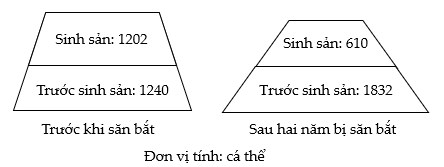 Sinh sản: 1202
Trước sinh sản: 1240
Trước khi săn bắt
Sinh sản: 610
Trước sinh sản: 1832
Sau hai năm bị săn bắt
Đơn vị tính: cá thể